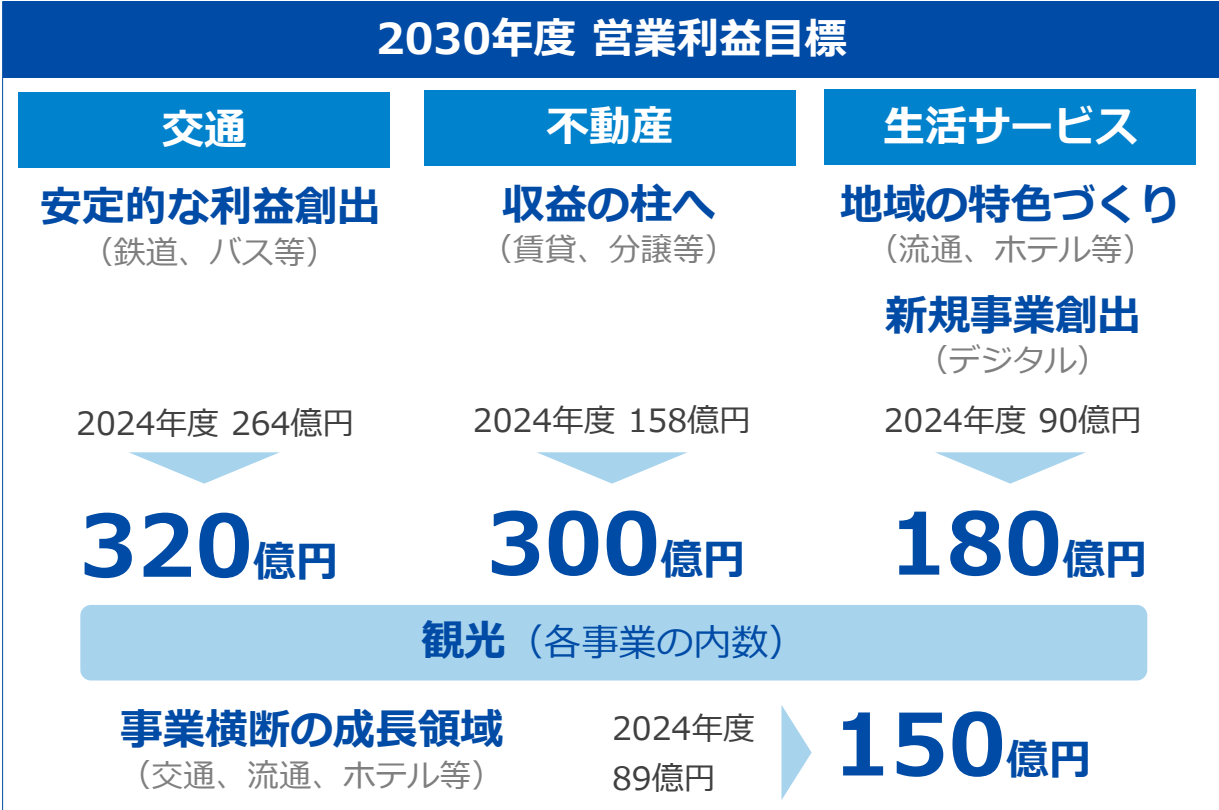 2030年度 営業利益目標
交通
安定的な利益創出
（鉄道、バス等）
2024年度 264億円
320億円
不動産
収益の柱へ
（賃貸、分譲等）
2024年度 158億円
300億円
生活サービス
地域の特色づくり
（流通、ホテル等）
新規事業創出
（デジタル）
2024年度 90億円
180億円
観光（各事業の内数）
事業横断の成長領域
（交通、流通、ホテル等）
2024年度
89億円
150億円